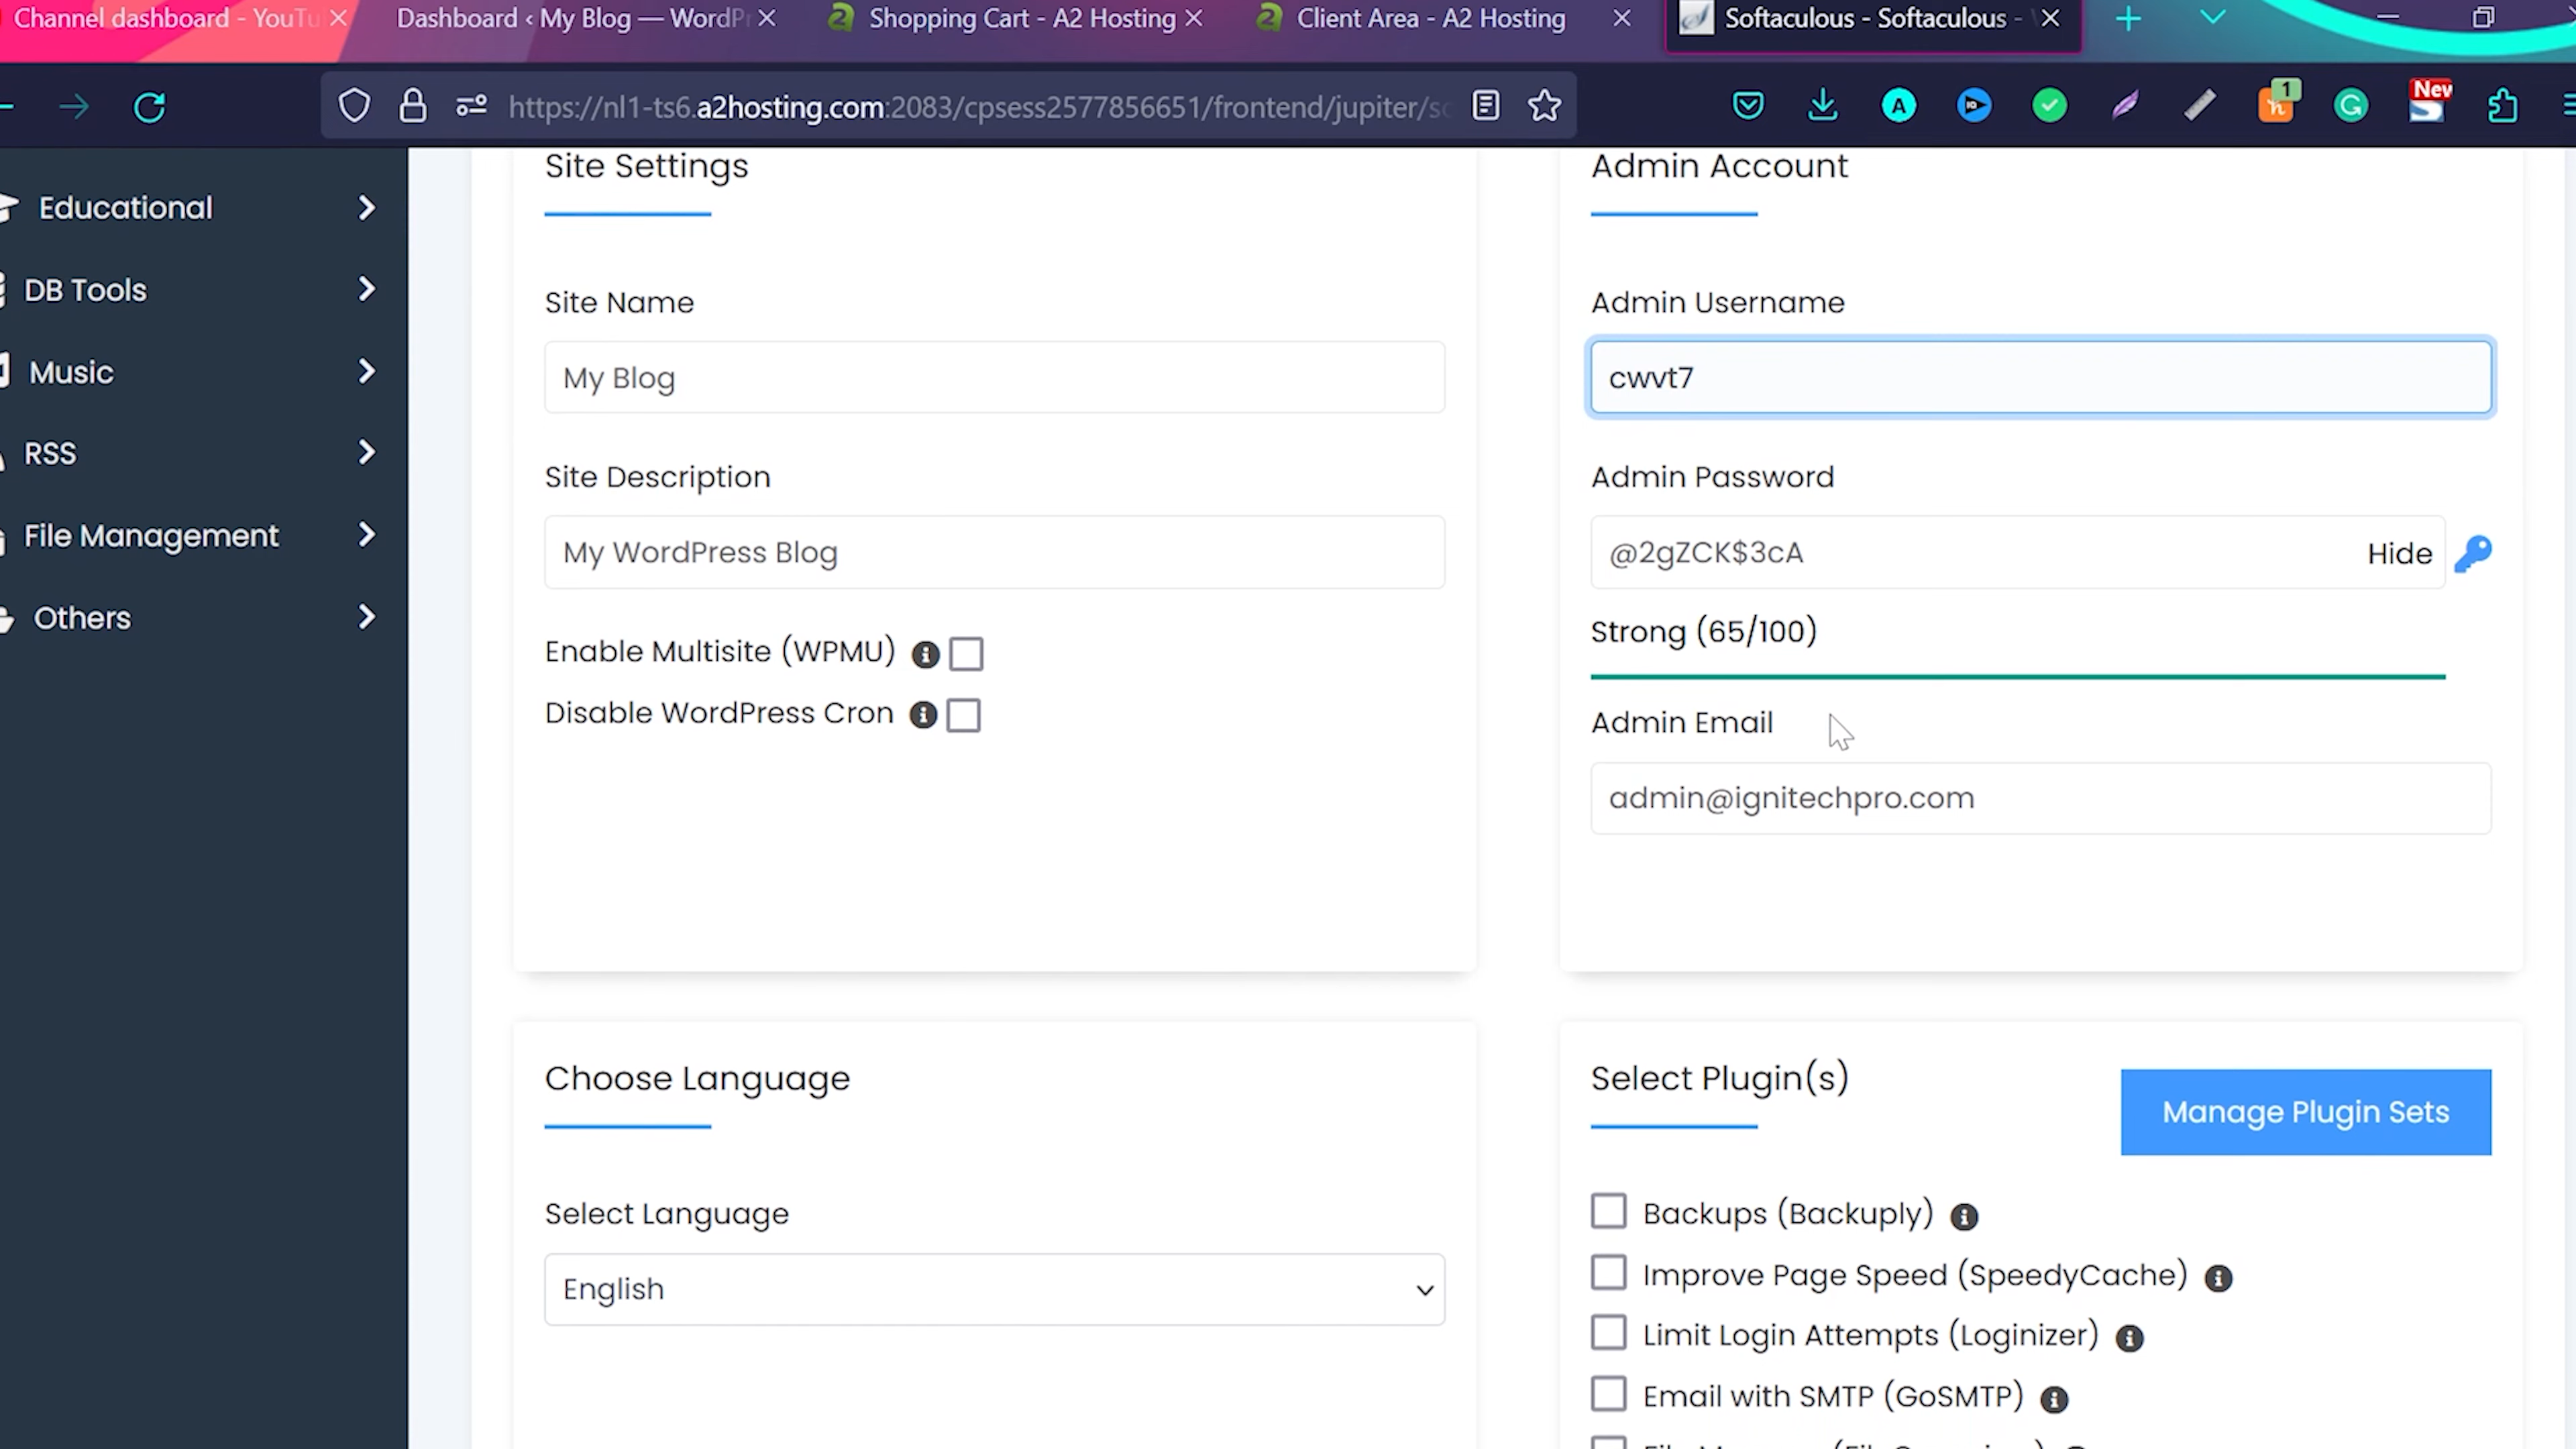 Channel dashboard - YouTu
Dashboard ‹ My Blog — WordPr
Shopping Cart - A2 Hosting
Client Area - A2 Hosting
Softaculous - Softaculous -
https://nl1-ts6.a2hosting.com:2083/cpsess2577856651/frontend/jupiter/so
1
New
Educational
DB Tools
Music
RSS
File Management
Others
Site Settings
Site Name
My Blog
Site Description
My WordPress Blog
Enable Multisite (WPMU)
Disable WordPress Cron
Admin Account
Admin Username
cwvt7
Admin Password
@2gZCK$3cA
Hide
Strong (65/100)
Admin Email
admin@ignitechpro.com
Choose Language
Select Language
English
Select Plugin(s)
Manage Plugin Sets
Backups (Backuply)
Improve Page Speed (SpeedyCache)
Limit Login Attempts (Loginizer)
Email with SMTP (GoSMTP)